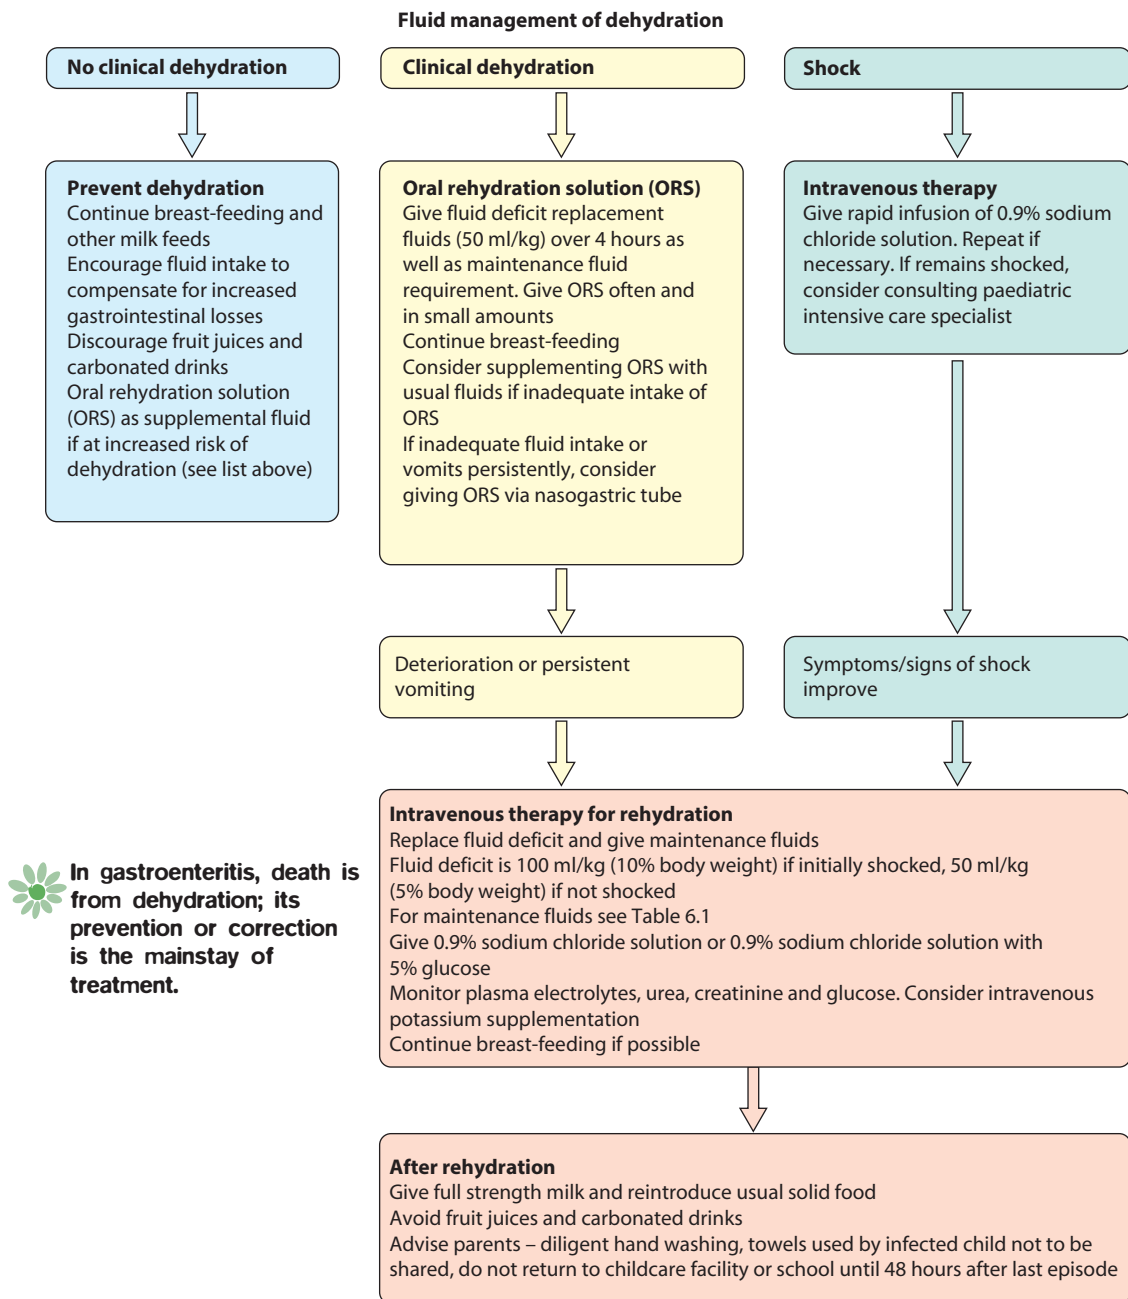 Fluid management of dehydration
No clinical dehydration
Prevent dehydration
Continue breast-feeding and
other milk feeds
Encourage fluid intake to
compensate for increased
gastrointestinal losses
Discourage fruit juices and
carbonated drinks
Oral rehydration solution
(ORS) as supplemental fluid
if at increased risk of
dehydration (see list above)
Clinical dehydration
Oral rehydration solution (ORS)
Give fluid deficit replacement
fluids (50 ml/kg) over 4 hours as
well as maintenance fluid
requirement. Give ORS often and
in small amounts
Continue breast-feeding
Consider supplementing ORS with
usual fluids if inadequate intake of
ORS
If inadequate fluid intake or
vomits persistently, consider
giving ORS via nasogastric tube
Deterioration or persistent
vomiting
Shock
Intravenous therapy
Give rapid infusion of 0.9% sodium
chloride solution. Repeat if
necessary. If remains shocked,
consider consulting paediatric
intensive care specialist
Symptoms/signs of shock
improve
Intravenous therapy for rehydration
Replace fluid deficit and give maintenance fluids
Fluid deficit is 100 ml/kg (10% body weight) if initially shocked, 50 ml/kg
(5% body weight) if not shocked
For maintenance fluids see Table 6.1
Give 0.9% sodium chloride solution or 0.9% sodium chloride solution with
5% glucose
Monitor plasma electrolytes, urea, creatinine and glucose. Consider intravenous
potassium supplementation
Continue breast-feeding if possible
In gastroenteritis, death is
from dehydration; its
prevention or correction
is the mainstay of
treatment.
After rehydration
Give full strength milk and reintroduce usual solid food
Avoid fruit juices and carbonated drinks
Advise parents – diligent hand washing, towels used by infected child not to be
shared, do not return to childcare facility or school until 48 hours after last episode